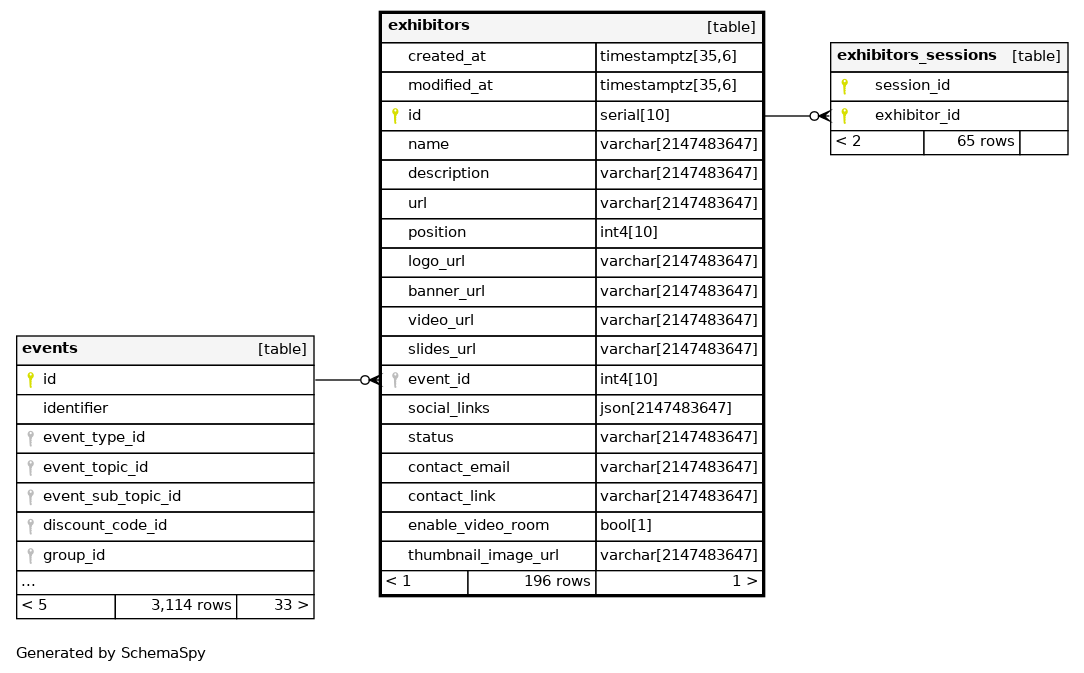 exhibitors [table]
created_at timestamptz[35,6]
modified_at timestamptz[35,6]
id serial[10]
name varchar[2147483647]
description varchar[2147483647]
url varchar[2147483647]
position int4[10]
logo_url varchar[2147483647]
banner_url varchar[2147483647]
video_url varchar[2147483647]
slides_url varchar[2147483647]
event_id int4[10]
social_links json[2147483647]
status varchar[2147483647]
contact_email varchar[2147483647]
contact_link varchar[2147483647]
enable_video_room bool[1]
thumbnail_image_url varchar[2147483647]
< 1 196 rows 1 >
exhibitors_sessions [table]
session_id
exhibitor_id
< 2 65 rows
events [table]
id
identifier
event_type_id
event_topic_id
event_sub_topic_id
discount_code_id
group_id
...
< 5 3,114 rows 33 >
Generated by SchemaSpy